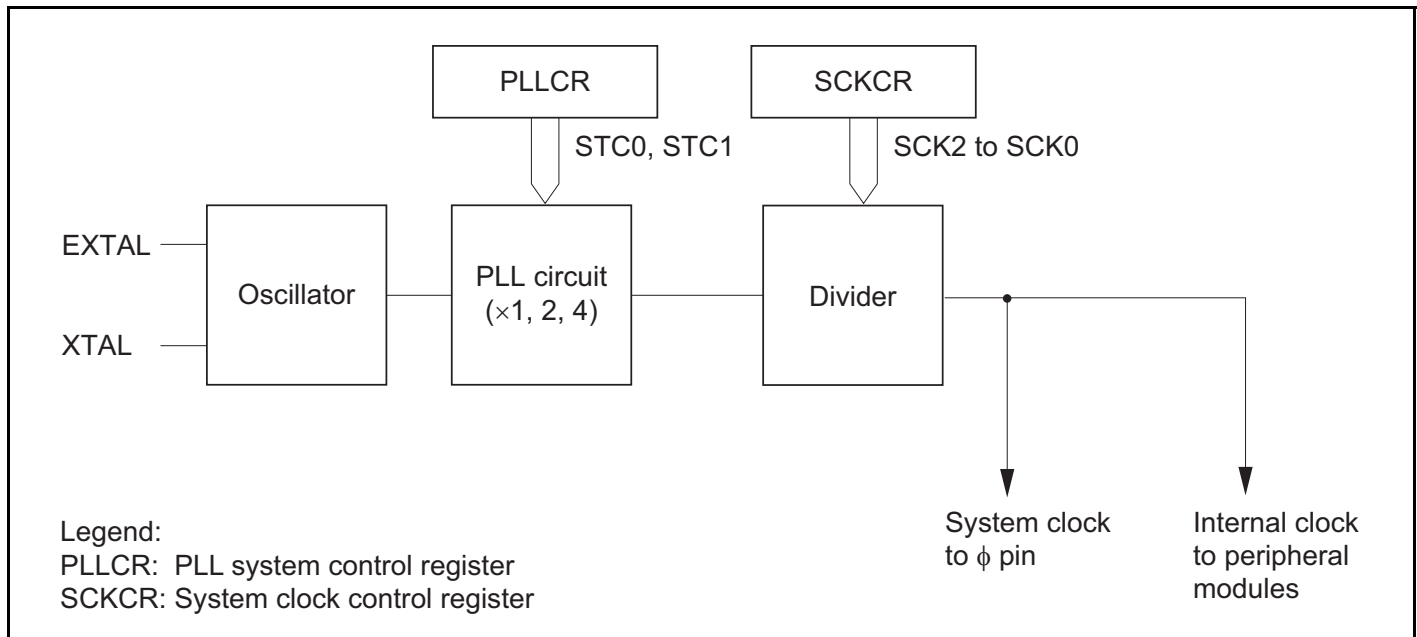 PLLCR
SCKCR
STC0, STC1
SCK2 to SCK0
EXTAL
XTAL
Oscillator
PLL circuit
(×1, 2, 4)
Divider
System clock
to ϕ pin
Internal clock
to peripheral
modules
Legend:
PLLCR: PLL system control register
SCKCR: System clock control register